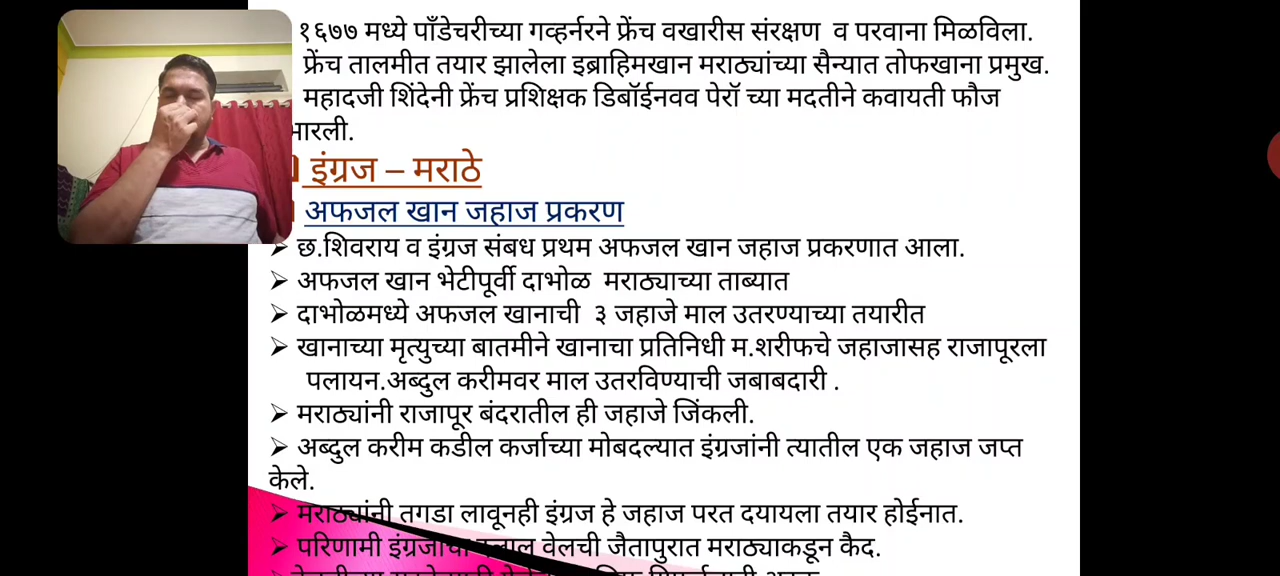 १६७७ मध्ये पाँडेचरीच्या गव्हर्नरने फ्रेंच वखारीस संरक्षण व परवाना मिळविला.
फ्रेंच तालमीत तयार झालेला इब्राहिमखान मराठ्यांच्या सैन्यात तोफखाना प्रमुख.
महादजी शिंदेनी फ्रेंच प्रशिक्षक डिबॉईनवव पेरॉ च्या मदतीने कवायती फौज
भारली.
इंग्रज – मराठे
अफजल खान जहाज प्रकरण
➢ छ.शिवराय व इंग्रज संबध प्रथम अफजल खान जहाज प्रकरणात आला.
➢ अफजल खान भेटीपूर्वी दाभोळ मराठ्याच्या ताब्यात
➢ दाभोळमध्ये अफजल खानाची ३ जहाजे माल उतरण्याच्या तयारीत
➢ खानाच्या मृत्युच्या बातमीने खानाचा प्रतिनिधी म.शरीफचे जहाजासह राजापूरला
पलायन.अब्दुल करीमवर माल उतरविण्याची जबाबदारी .
➢ मराठ्यांनी राजापूर बंदरातील ही जहाजे जिंकली.
➢ अब्दुल करीम कडील कर्जाच्या मोबदल्यात इंग्रजांनी त्यातील एक जहाज जप्त
केले.
➢ मराठ्यांनी तगडा लावूनही इंग्रज हे जहाज परत दयायला तयार होईनात.
➢ परिणामी इंग्रजाचा दलाल वेलची जैतापुरात मराठ्याकडून कैद.